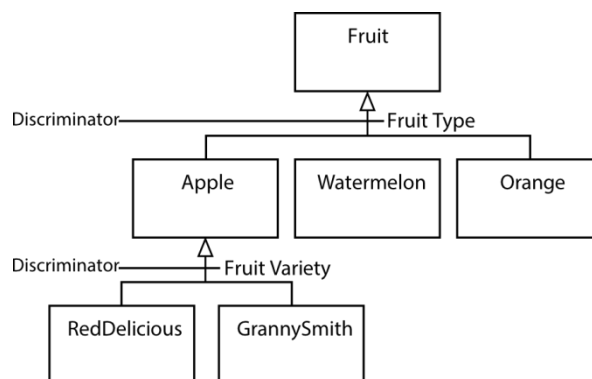 Fruit
Discriminator Fruit Type
Apple Watermelon Orange
Discriminator Fruit Variety
RedDelicious GrannySmith